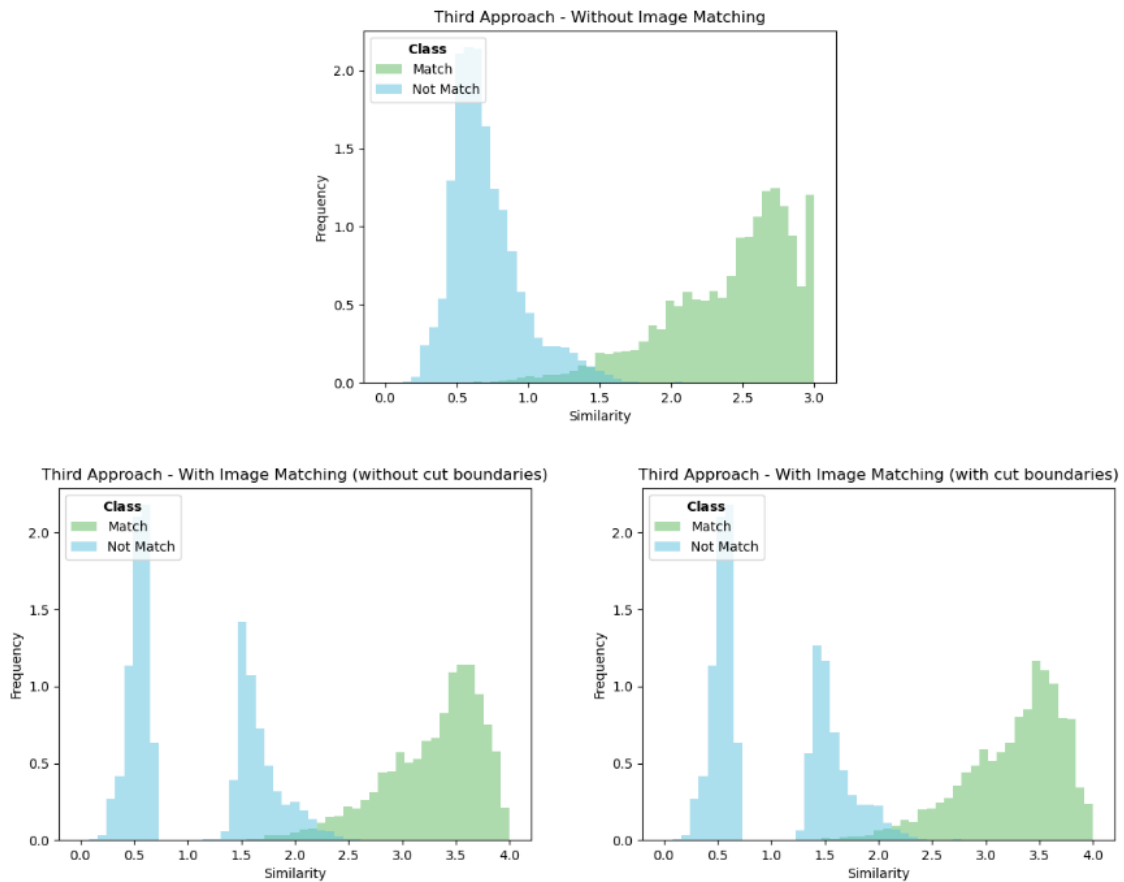 Third Approach - Without Image Matching
Class
Match
Not Match
2.0
1.5
1.0
0.5
0.0
Frequency
0.0 0.5 1.0 1.5 2.0 2.5 3.0
Similarity
Third Approach - With Image Matching (without cut boundaries)
Class
Match
Not Match
2.0
1.5
1.0
0.5
0.0
Frequency
0.0 0.5 1.0 1.5 2.0 2.5 3.0 3.5 4.0
Similarity
Third Approach - With Image Matching (with cut boundaries)
Class
Match
Not Match
2.0
1.5
1.0
0.5
0.0
Frequency
0.0 0.5 1.0 1.5 2.0 2.5 3.0 3.5 4.0
Similarity